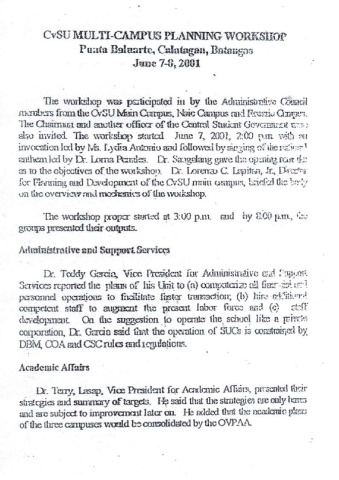 CvSU MULTI-CAMPUS PLANNING WORKSHOP
Punta Baluarte, Calatagan, Batangas
June 7-8, 2001
The workshop was participated in by the Administrative Council
members from the CvSU Main Campus, Naic Campus and Rosario Campus.
The Chairman and another officer of the Central Student Government were
also invited. The workshop started June 7, 2001, 2:00 p.m. with an
invocation led by Ms. Lydia Antonio and followed by singing of the national
anthem led by Dr. Lorna Perales. Dr. Sangalang gave the opening
as to the objectives of the workshop. Dr. Lorenzo C. Lapitan, Jr., Director
for Planning and Development of the CvSU main campus, briefed the body
on the overview and mechanics of the workshop.
The workshop proper started at 3:00 p.m. and by 8:00 p.m., the
groups presented their outputs.
Administrative and Support Services
Dr. Teddy Garcia, Vice President for Administrative and Support
Services reported the plans of his Unit to (a) computerize all financial and
personnel operations to facilitate faster transaction; (b) hire additional
competent staff to augment the present labor force and (c) staff
development. On the suggestion to operate the school like a private
corporation, Dr. Garcia said that the operation of SUCs is constrained by
DBM, COA and CSC rules and regulations.
Academic Affairs
Dr. Terry, Lasap, Vice President for Academic Affairs, presented their
strategies and summary of targets. He said that the strategies are only
and are subject to improvement later on. He added that the academic plans
of the three campuses would be consolidated by the OVPAA.